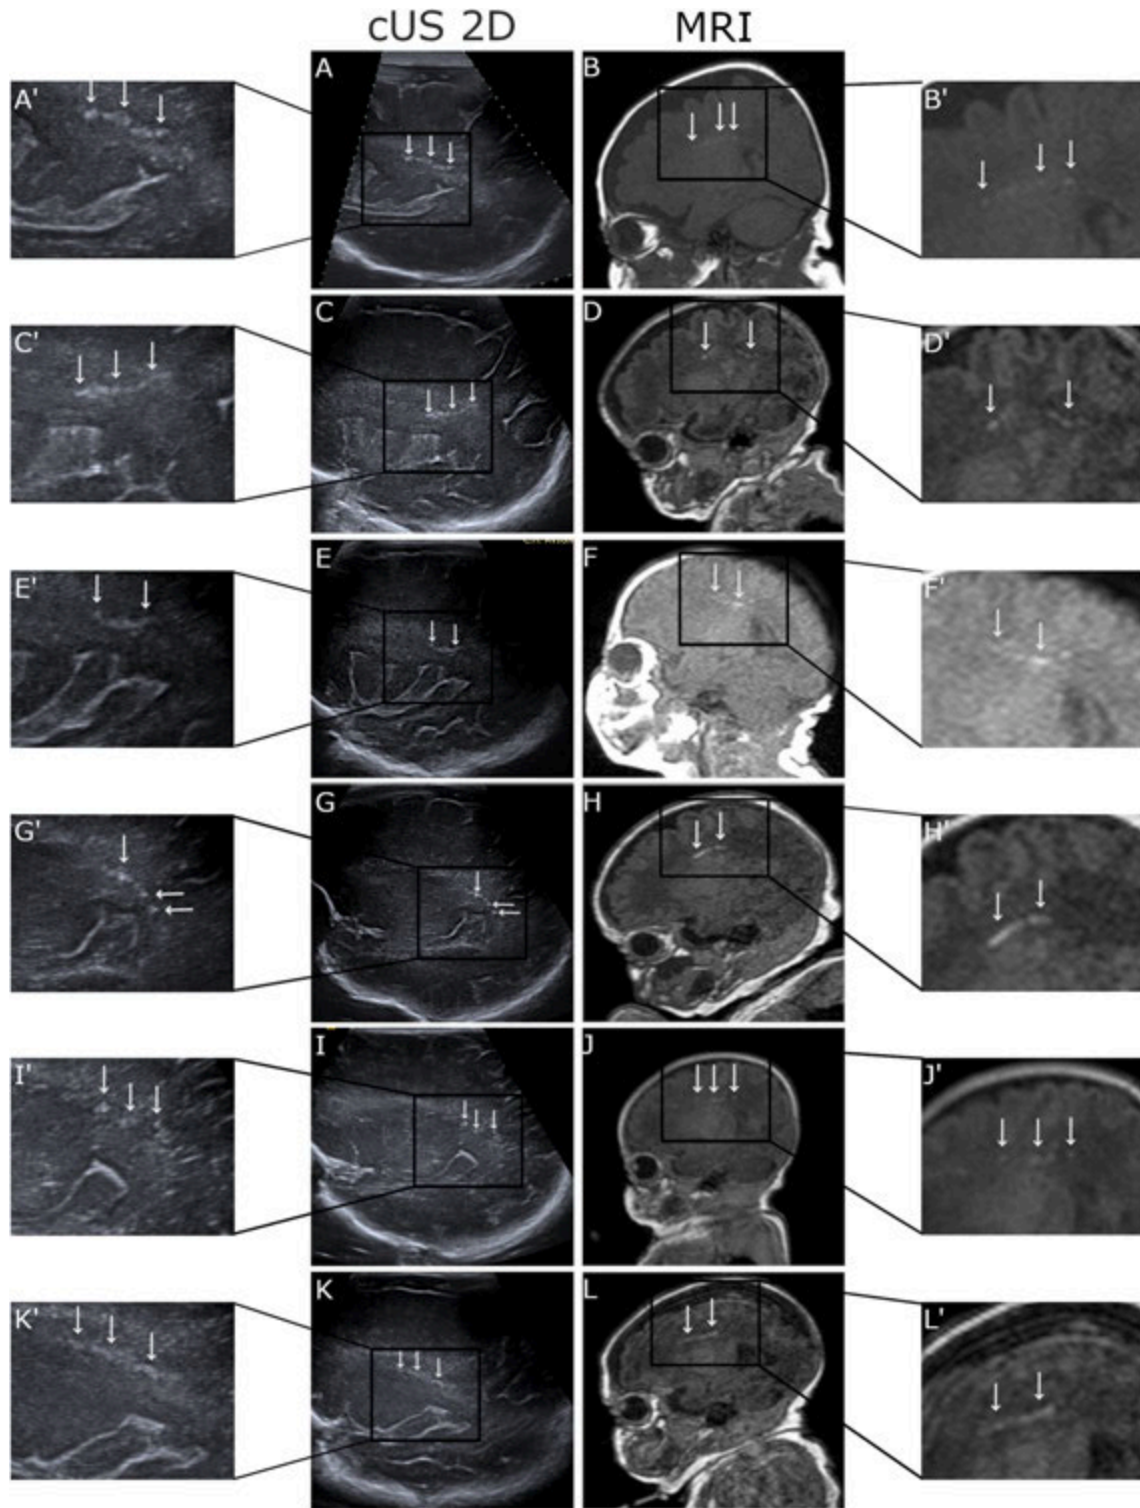 cUS 2D MRI
A' A B B'
C' C D D'
E' E F F'
G' G H H'
I' I J J'
K' K L L'